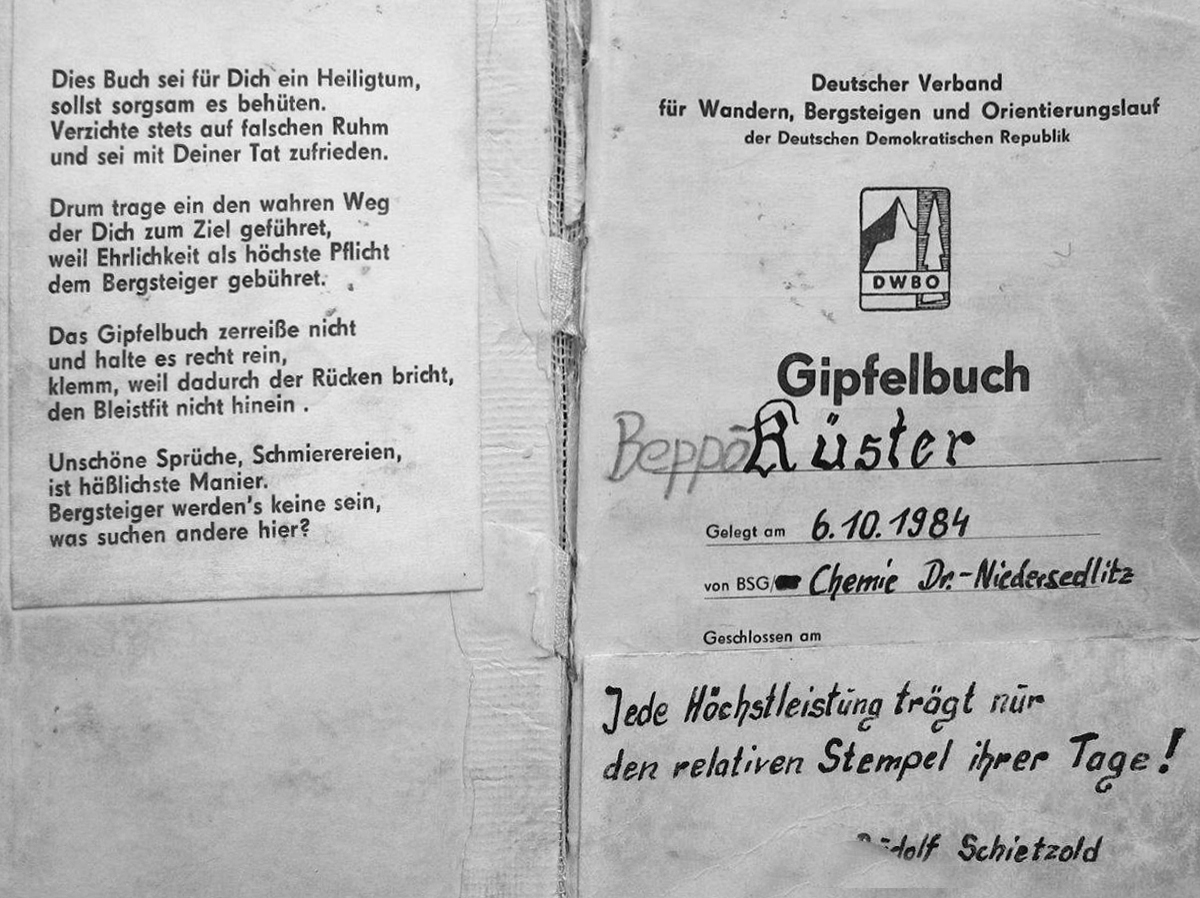 Dies Buch sei für Dich ein Heiligtum,
sollst sorgsam es behüten.
Verzichte stets auf falschen Ruhm
und sei mit Deiner Tat zufrieden.
Drum trage ein den wahren Weg
der Dich zum Ziel geführet,
weil Ehrlichkeit als höchste Pflicht
dem Bergsteiger gebühret.
Das Gipfelbuch zerreiße nicht
und halte es recht rein,
klemm, weil dadurch der Rücken bricht,
den Bleistfit nicht hinein .
Unschöne Sprüche, Schmierereien,
ist häßlichste Manier.
Bergsteiger werden's keine sein,
was suchen andere hier?
Deutscher Verband
für Wandern, Bergsteigen und Orientierungslauf
der Deutschen Demokratischen Republik
DWBO
Gipfelbuch
Beppo Küster
Gelegt am 6.10.1984
von BSG/ Chemie Dr.-Niedersedlitz
Geschlossen am
Jede Höchstleistung trägt nur
den relativen Stempel ihrer Tage!
Schietzold